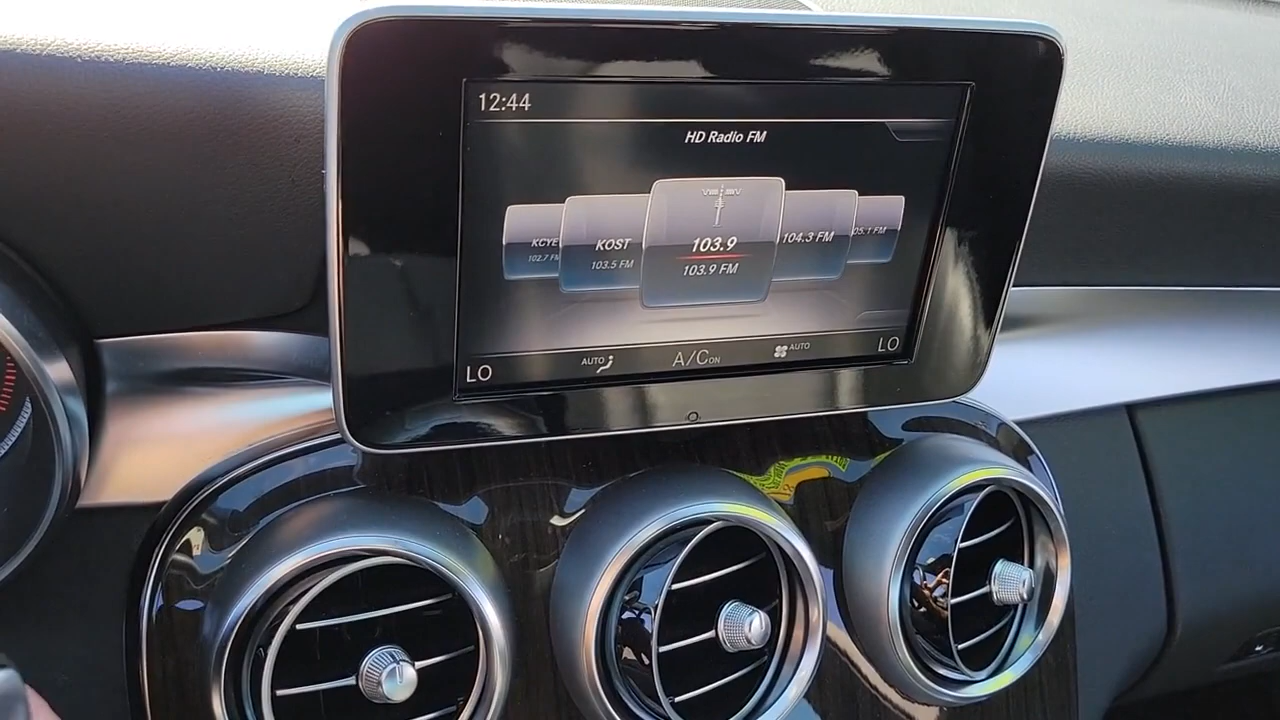 12:44
HD Radio FM
KCYE
102.7 FM
KOST
103.5 FM
103.9
103.9 FM
104.3 FM
05.1 FM
LO
AUTO
A/C ON
AUTO
LO